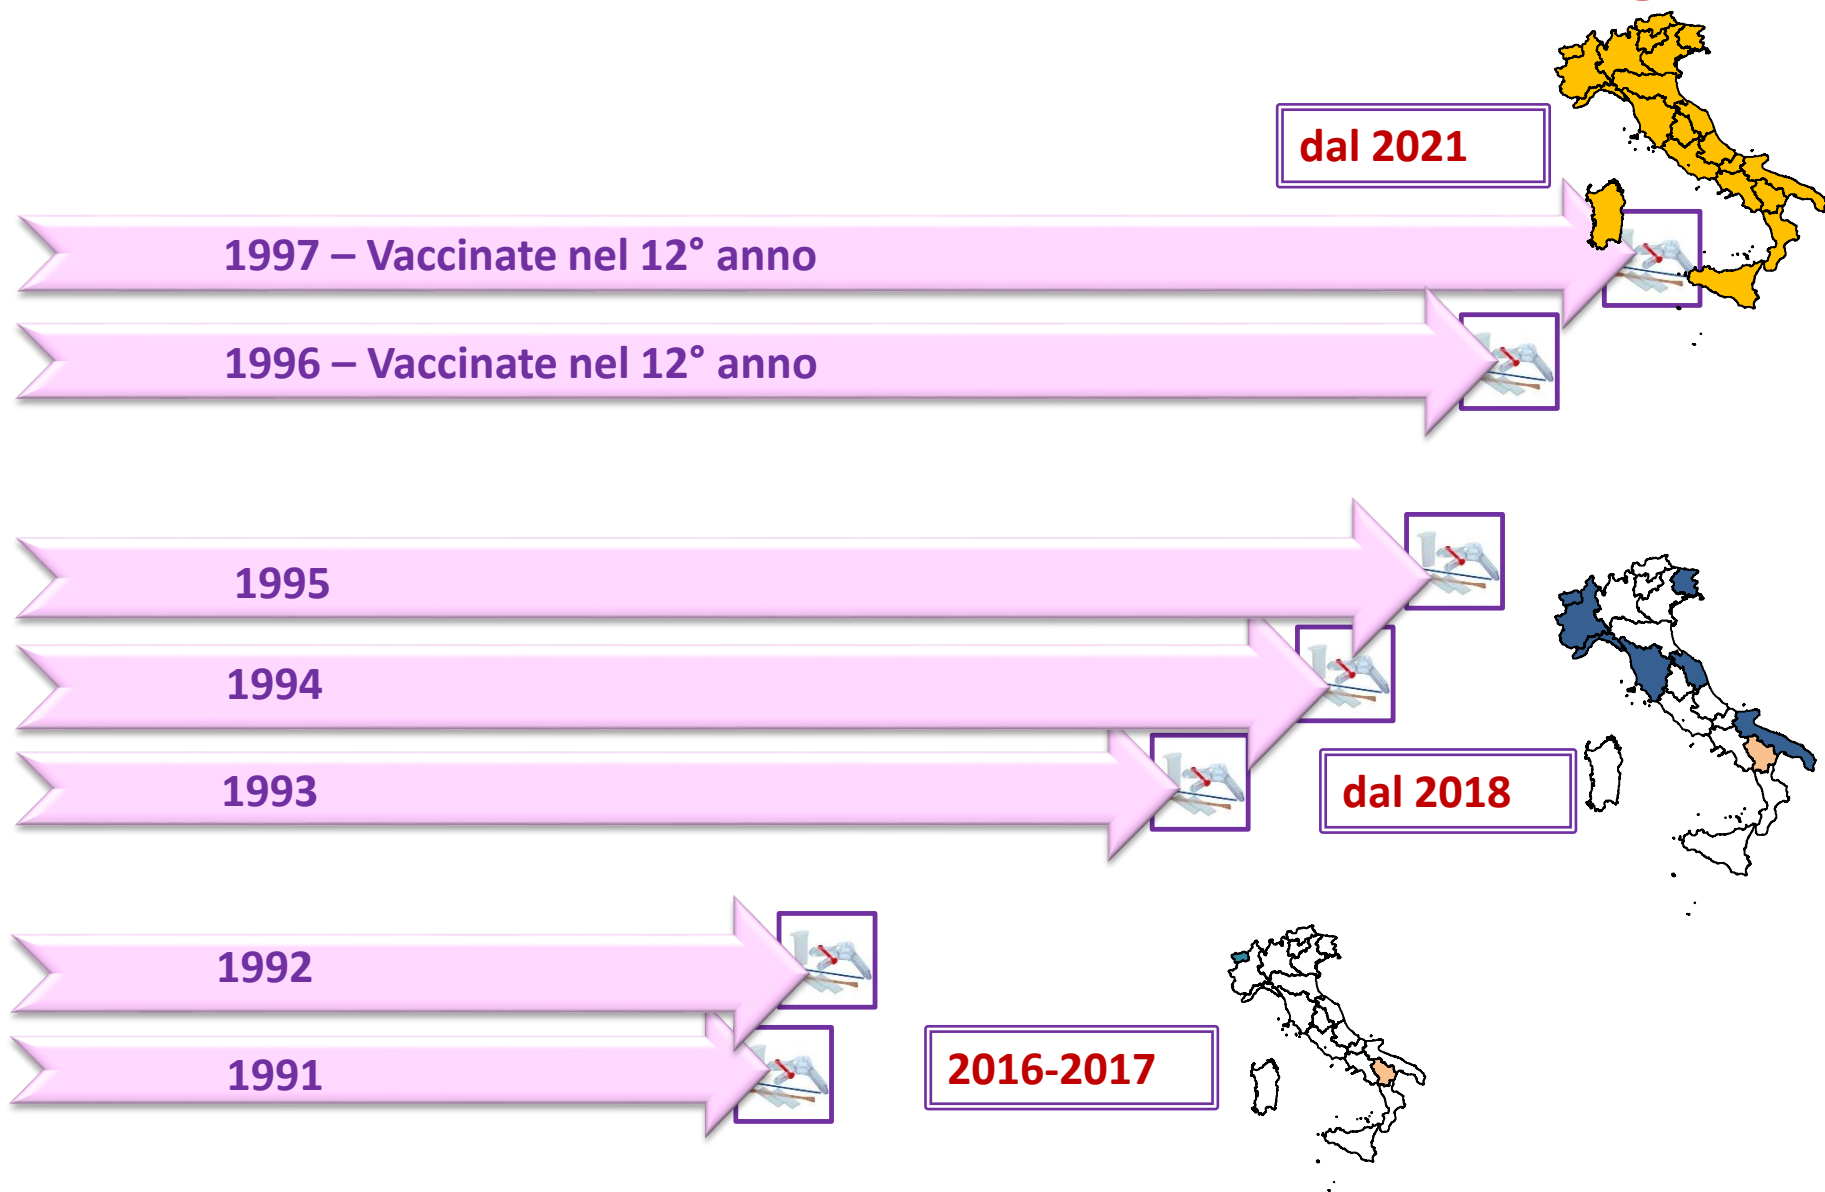 dal 2021
1997 – Vaccinate nel 12° anno
1996 – Vaccinate nel 12° anno
1995
1994
1993
dal 2018
1992
1991
2016-2017